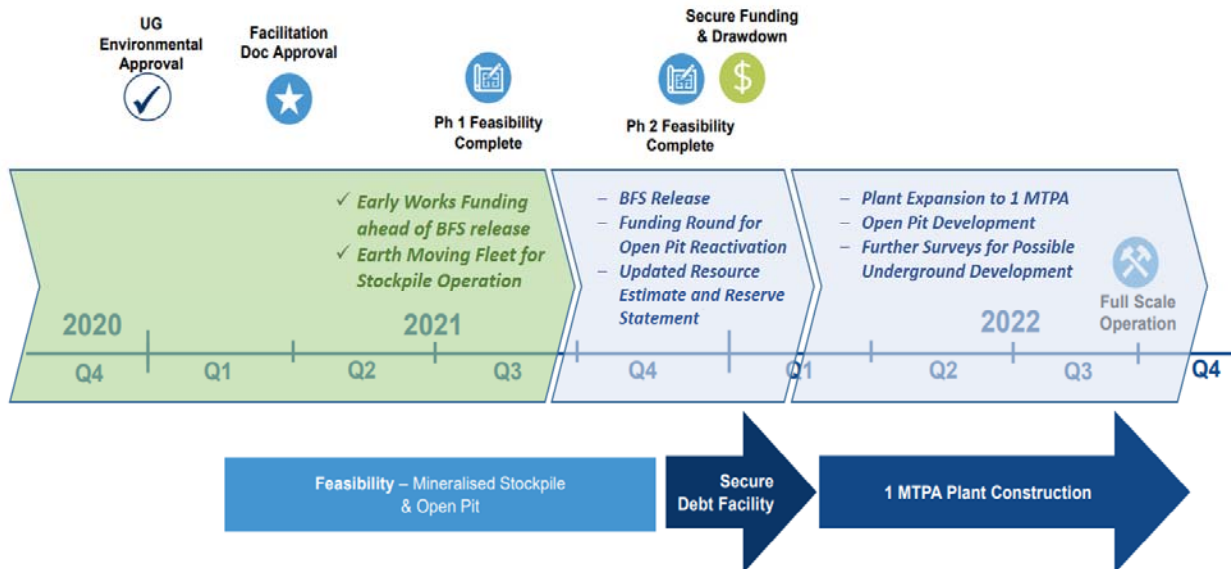 UG
Environmental
Approval
Facilitation
Doc Approval
Ph 1 Feasibility
Complete
Secure Funding
& Drawdown
$
Ph 2 Feasibility
Complete
✓ Early Works Funding
ahead of BFS release
✓ Earth Moving Fleet for
Stockpile Operation
– BFS Release
– Funding Round for
Open Pit Reactivation
– Updated Resource
Estimate and Reserve
Statement
– Plant Expansion to 1 MTPA
– Open Pit Development
– Further Surveys for Possible
Underground Development
Full Scale
Operation
2020
2021
2022
Q4
Q1
Q2
Q3
Q4
Q1
Q2
Q3
Q4
Feasibility – Mineralised Stockpile
& Open Pit
Secure
Debt Facility
1 MTPA Plant Construction